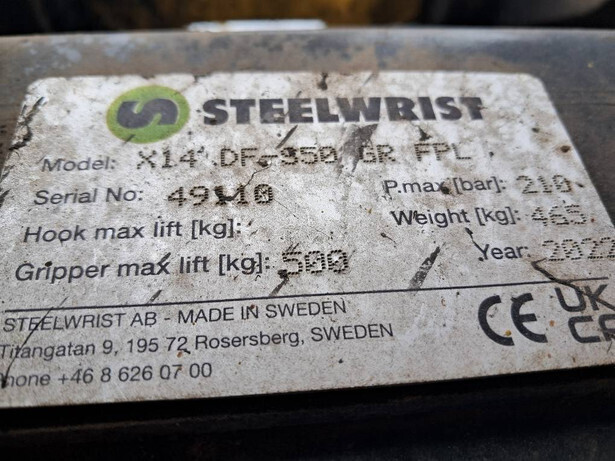 STEELWRIST
Model: X14 DF-350 GR FPL
Serial No: 49110 P.max [bar]: 210
Hook max lift [kg]: Weight [kg]: 465
Gripper max lift [kg]: 500 Year:
STEELWRIST AB - MADE IN SWEDEN
Titangatan 9, 195 72 Rosersberg, SWEDEN
hone +46 8 626 07 00
CE UK CA